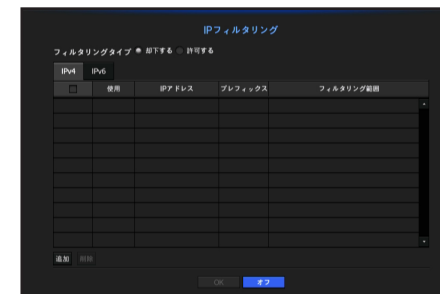 IPフィルタリング
フィルタリングタイプ 却下する 許可する
IPv4 IPv6
使用 IPアドレス プレフィックス フィルタリング範囲
追加 削除
OK オフ